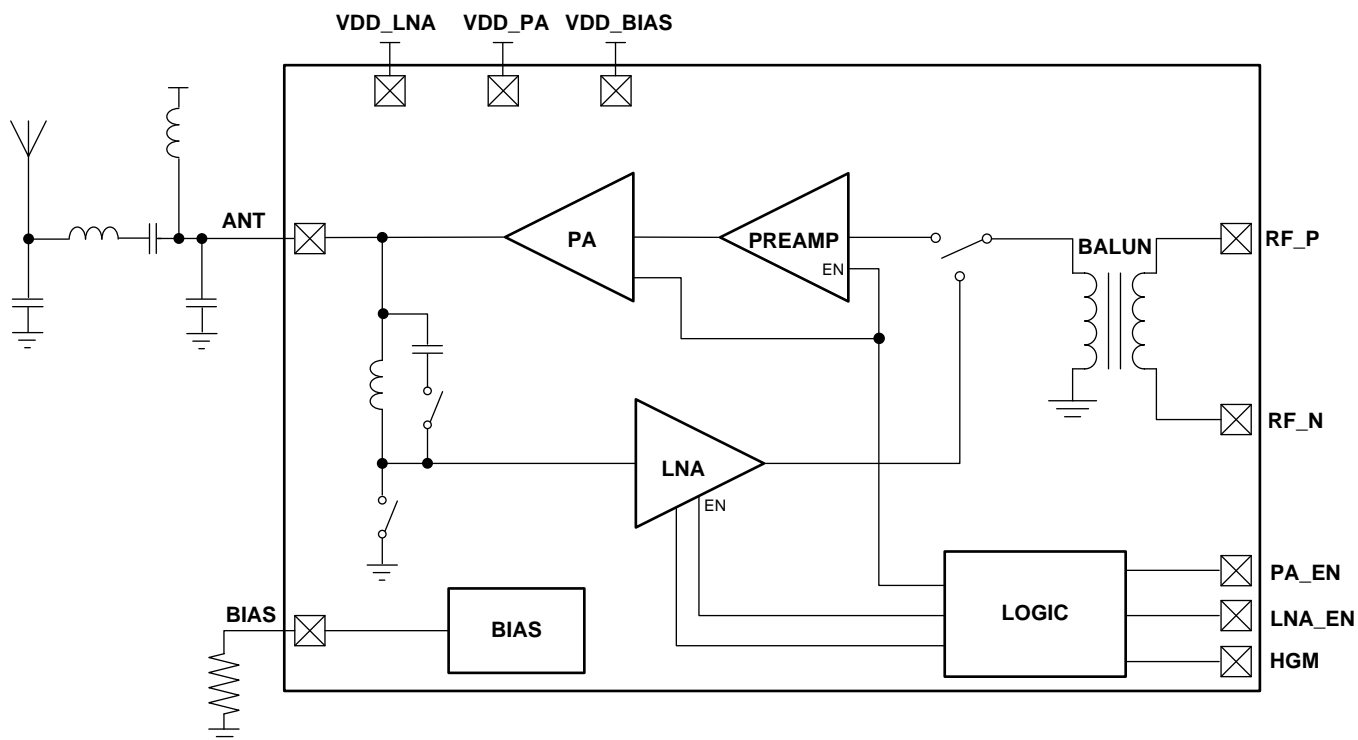 VDD_LNA VDD_PA VDD_BIAS
ANT
PA
PREAMP
EN
BALUN
RF_P
RF_N
LNA
EN
BIAS
BIAS
LOGIC
PA_EN
LNA_EN
HGM